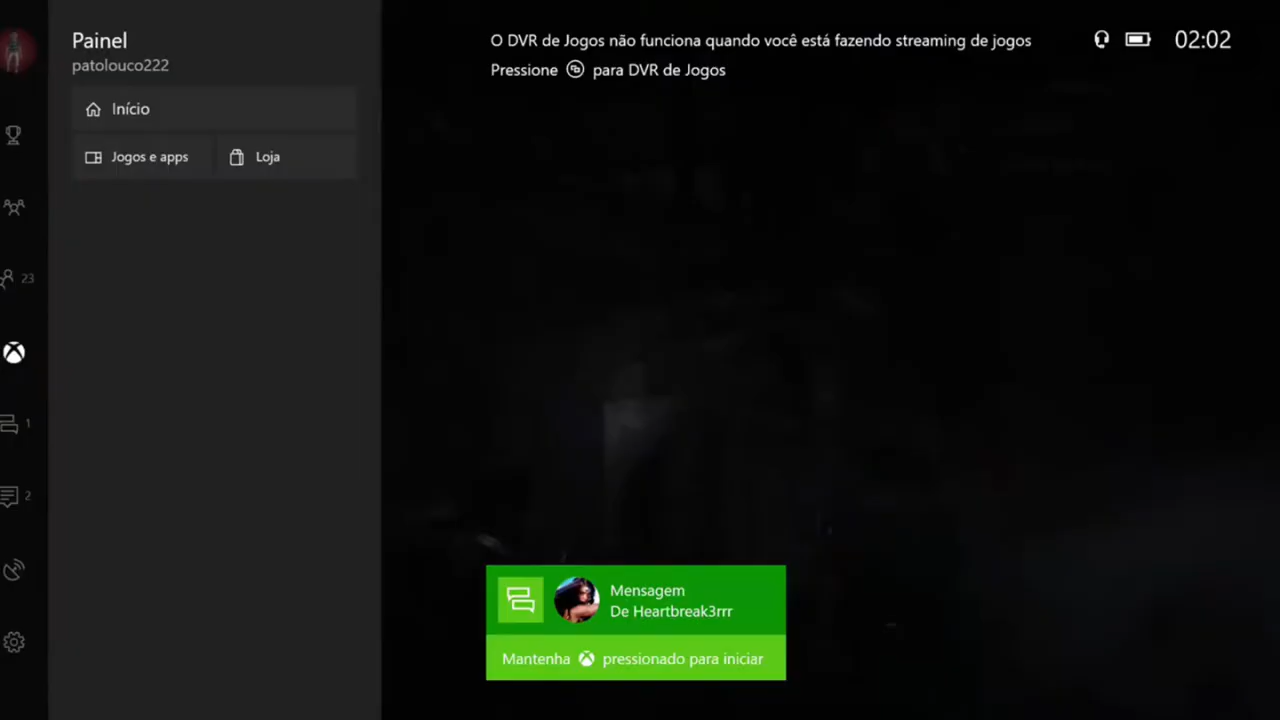 Painel
patolouco222
Início
Jogos e apps
Loja
23
1
2
O DVR de Jogos não funciona quando você está fazendo streaming de jogos
Pressione para DVR de Jogos
02:02
Mensagem
De Heartbreak3rrr
Mantenha pressionado para iniciar